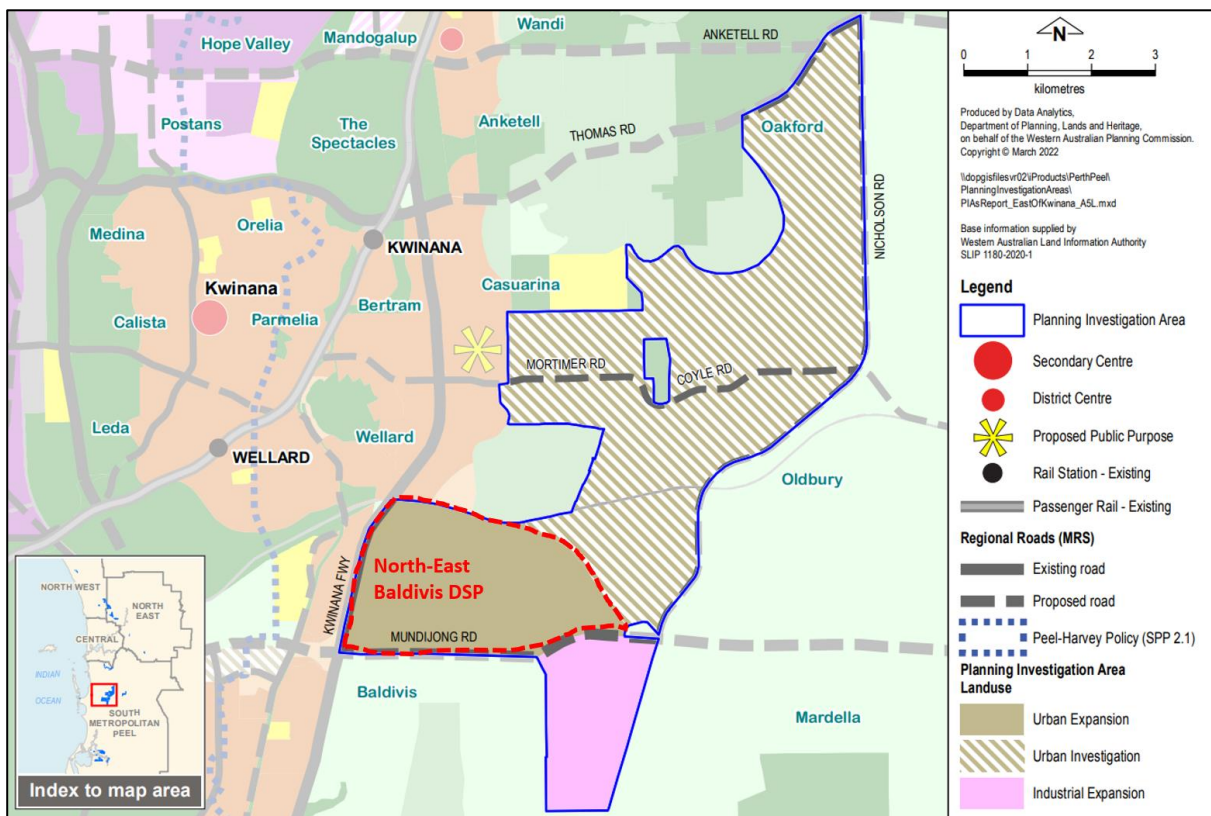 Wandi
Hope Valley
Mandogalup
ANKETELL RD
Postans
The
Spectacles
Anketell
THOMAS RD
Oakford
NICHOLSON RD
Medina
Orelia
KWINANA
Kwinana
Calista
Parmelia
Bertram
Casuarina
MORTIMER RD
COYLE RD
Leda
WELLARD
Wellard
Oldbury
KWINANA FWY
North-East
Baldivis DSP
MUNDIJONG RD
Baldivis
Mardella
NORTH WEST
NORTH
EAST
CENTRAL
INDIAN
OCEAN
SOUTH
METROPOLITAN
PEEL
Index to map area
N
0 1 2 3
kilometres
Produced by Data Analytics,
Department of Planning, Lands and Heritage,
on behalf of the Western Australian Planning Commission.
Copyright © March 2022
\\dopgisfilesvr02\iProducts\PerthPeel\
PlanningInvestigationAreas\
PIAsReport_EastOfKwinana_A5L.mxd
Base information supplied by
Western Australian Land Information Authority
SLIP 1180-2020-1
Legend
Planning Investigation Area
Secondary Centre
District Centre
Proposed Public Purpose
Rail Station - Existing
Passenger Rail - Existing
Regional Roads (MRS)
Existing road
Proposed road
Peel-Harvey Policy (SPP 2.1)
Planning Investigation Area
Landuse
Urban Expansion
Urban Investigation
Industrial Expansion